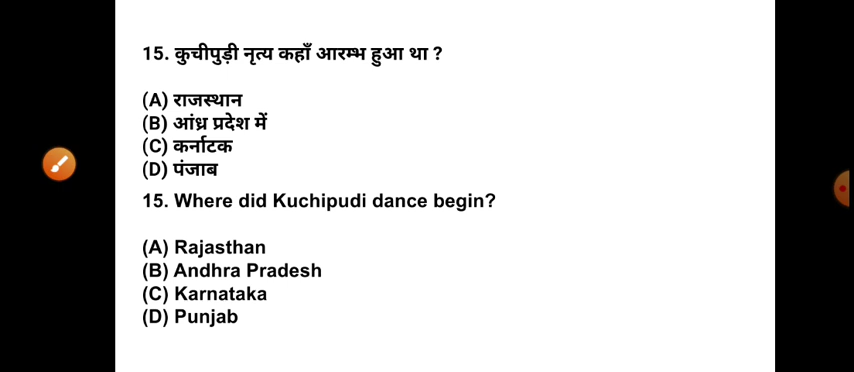 15. कुचीपुड़ी नृत्य कहाँ आरम्भ हुआ था ?
(A) राजस्थान
(B) आंध्र प्रदेश में
(C) कर्नाटक
(D) पंजाब
15. Where did Kuchipudi dance begin?
(A) Rajasthan
(B) Andhra Pradesh
(C) Karnataka
(D) Punjab